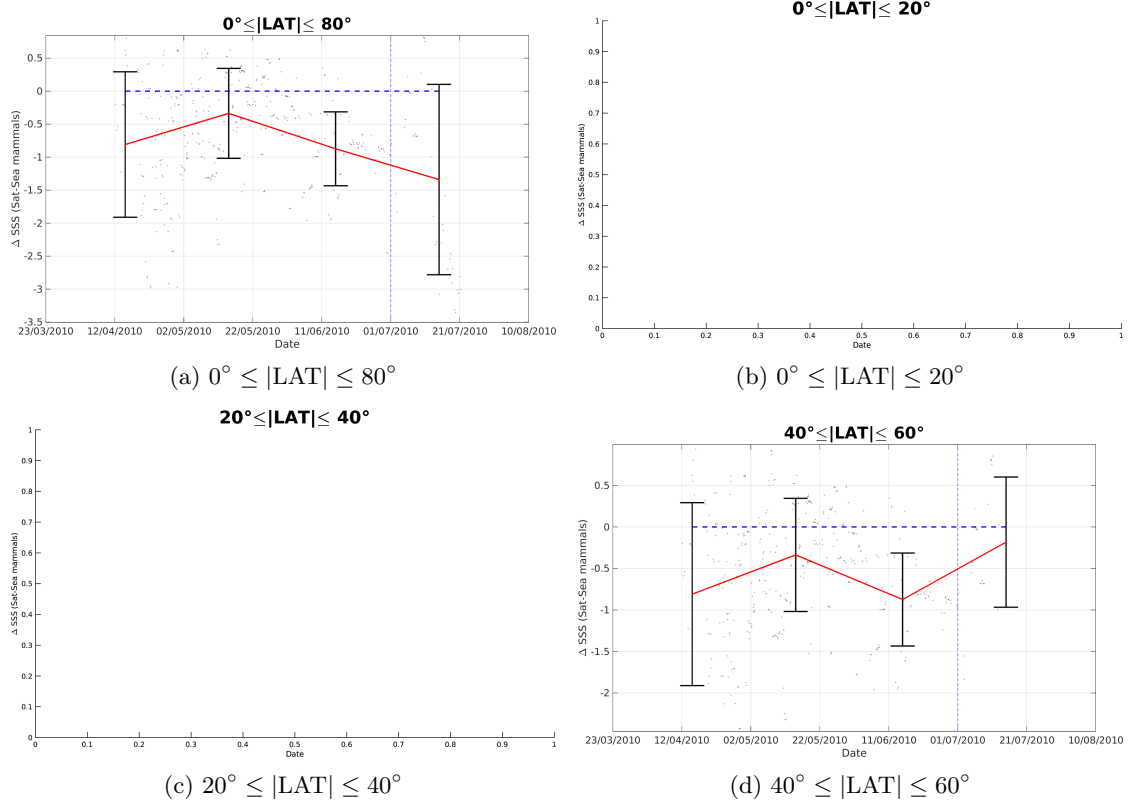 0°≤|LAT|≤ 80°
Δ SSS (Sat-Sea mammals)
0.5
0
-0.5
-1
-1.5
-2
-2.5
-3
-3.5
23/03/2010 12/04/2010 02/05/2010 22/05/2010 11/06/2010 01/07/2010 21/07/2010 10/08/2010
Date
(a) 0° ≤ |LAT| ≤ 80°
0°≤|LAT|≤ 20°
Δ SSS (Sat-Sea mammals)
1
0.9
0.8
0.7
0.6
0.5
0.4
0.3
0.2
0.1
0
0 0.1 0.2 0.3 0.4 0.5 0.6 0.7 0.8 0.9 1
Date
(b) 0° ≤ |LAT| ≤ 20°
20°≤|LAT|≤ 40°
Δ SSS (Sat-Sea mammals)
1
0.9
0.8
0.7
0.6
0.5
0.4
0.3
0.2
0.1
0
0 0.1 0.2 0.3 0.4 0.5 0.6 0.7 0.8 0.9 1
Date
(c) 20° ≤ |LAT| ≤ 40°
40°≤|LAT|≤ 60°
Δ SSS (Sat-Sea mammals)
0.5
0
-0.5
-1
-1.5
-2
23/03/2010 12/04/2010 02/05/2010 22/05/2010 11/06/2010 01/07/2010 21/07/2010 10/08/2010
Date
(d) 40° ≤ |LAT| ≤ 60°